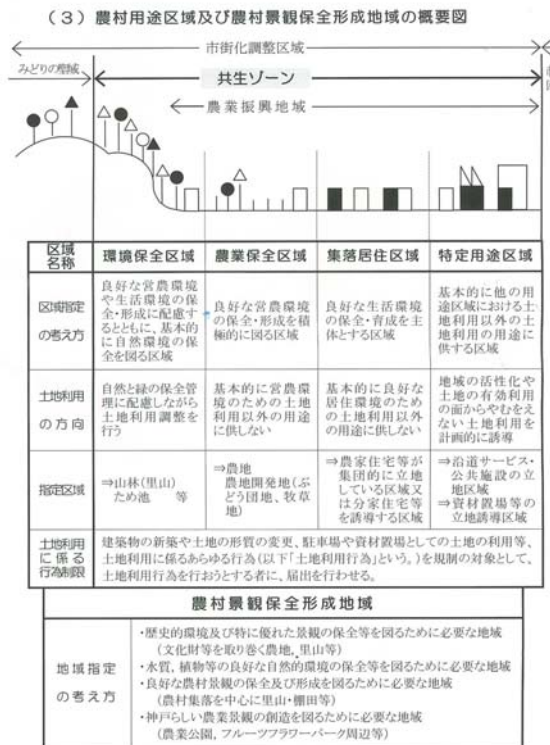 (3) 農村用途区域及び農村景観保全形成地域の概要図
市街化調整区域
みどりの聖域
共生ゾーン
農業振興地域
区域
名称
環境保全区域
農業保全区域
集落居住区域
特定用途区域
区域指定
の考え方
良好な営農環境
や生活環境の保
全・形成に配慮す
るとともに、基本的
に自然環境の保
全を図る区域
良好な営農環境
の保全・形成を積
極的に図る区域
良好な生活環境
の保全・育成を主
体とする区域
基本的に他の用
途区域における土
地利用以外の土
地利用の用途に
供する区域
土地利用
の方向
自然と緑の保全管
理に配慮しながら
土地利用調整を
行う
基本的に営農環境
のための土地
利用以外の用途
に供しない
基本的に良好な
居住環境のため
の土地利用以外
の用途に供しない
地域の活性化や
土地の有効利用
の面からやむをえ
ない土地利用を
計画的に誘導
指定区域
⇒山林(里山)
ため池 等
⇒農地
農地開発地(ぶ
どう団地、牧草
地)
⇒農家住宅等が
集団的に立地
している区域又
は分家住宅等
を誘導する区域
⇒沿道サービス・
公共施設の立
地区域
⇒資材置場等の
立地誘導区域
土地利用
に係る
行為制限
建築物の新築や土地の形質の変更、駐車場や資材置場としての土地の利用等、
土地利用に係るあらゆる行為(以下「土地利用行為」という。)を規制の対象として、
土地利用行為を行おうとする者に、届出を行わせる。
農村景観保全形成地域
地域指定
の考え方
・歴史的環境及び特に優れた景観の保全等を図るために必要な地域
(文化財等を取り巻く農地、里山等)
・水質、植物等の良好な自然的環境の保全等を図るために必要な地域
・良好な農村景観の保全及び形成を図るために必要な地域
(農村集落を中心に里山・棚田等)
・神戸らしい農業景観の創造を図るために必要な地域
(農業公園、フルーツフラワーパーク周辺等)